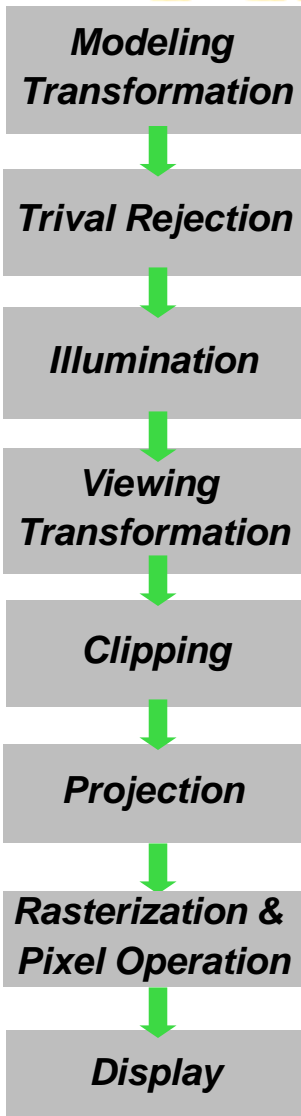 Modeling
Transformation
Trival Rejection
Illumination
Viewing
Transformation
Clipping
Projection
Rasterization &
Pixel Operation
Display